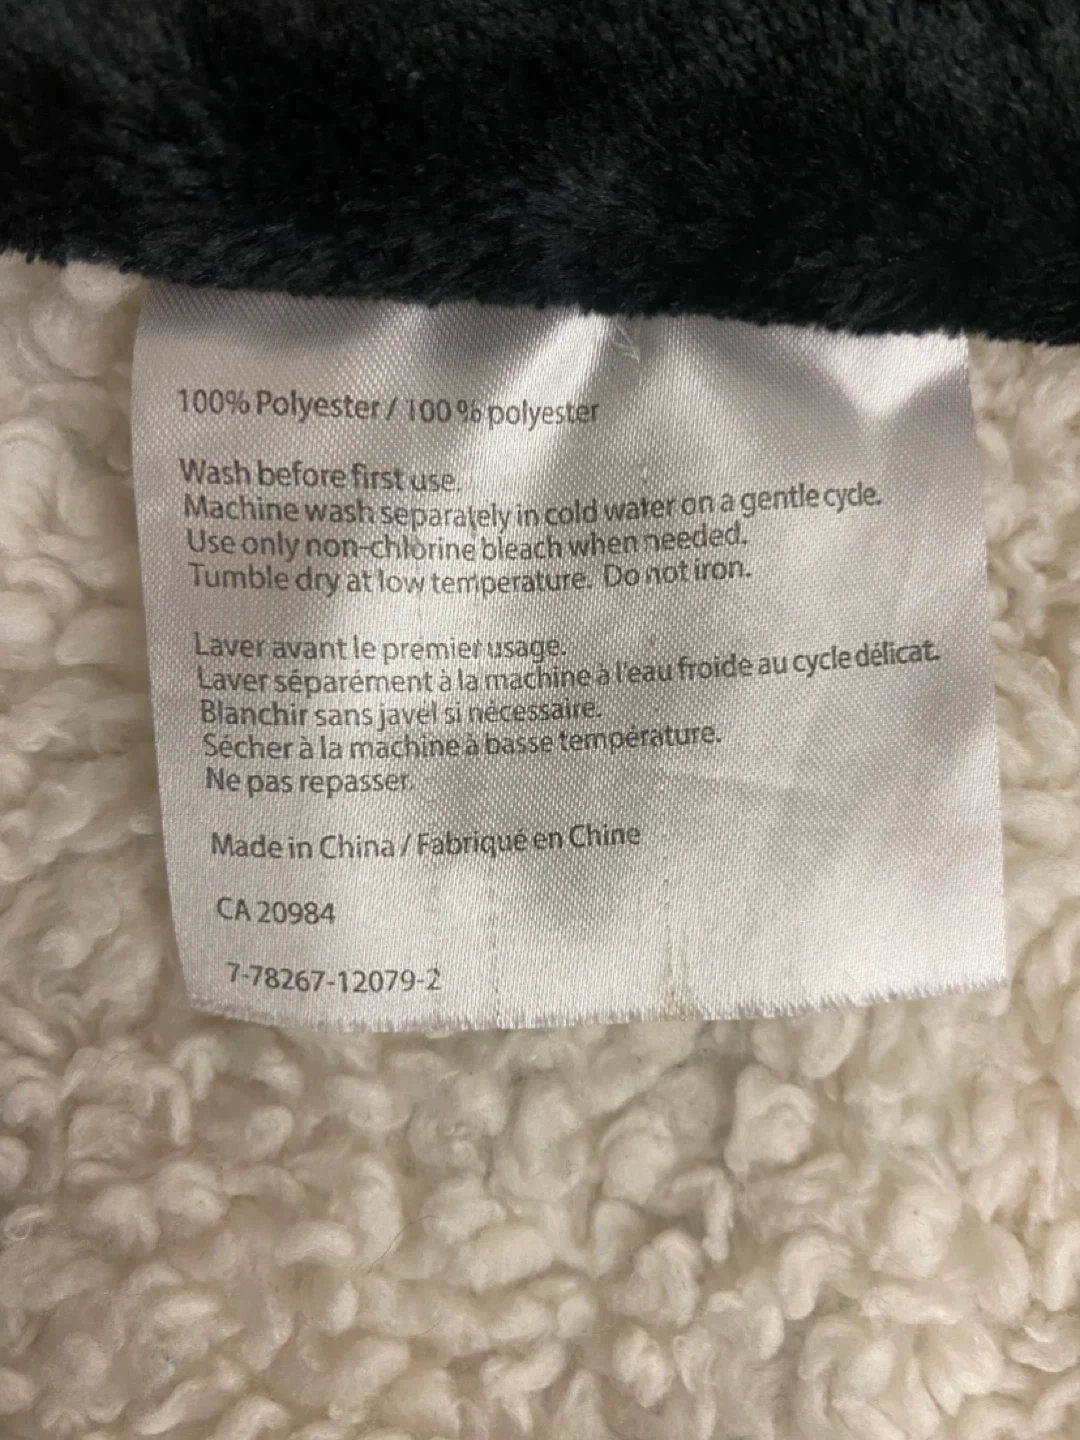 100% Polyester / 100 % polyester
Wash before first use.
Machine wash separately in cold water on a gentle cycle.
Use only non-chlorine bleach when needed.
Tumble dry at low temperature. Do not iron.
Laver avant le premier usage.
Laver séparément à la machine à l'eau froide au cycle délicat.
Blanchir sans javel si nécessaire.
Sécher à la machine à basse température.
Ne pas repasser.
Made in China / Fabriqué en Chine
CA 20984
7-78267-12079-2